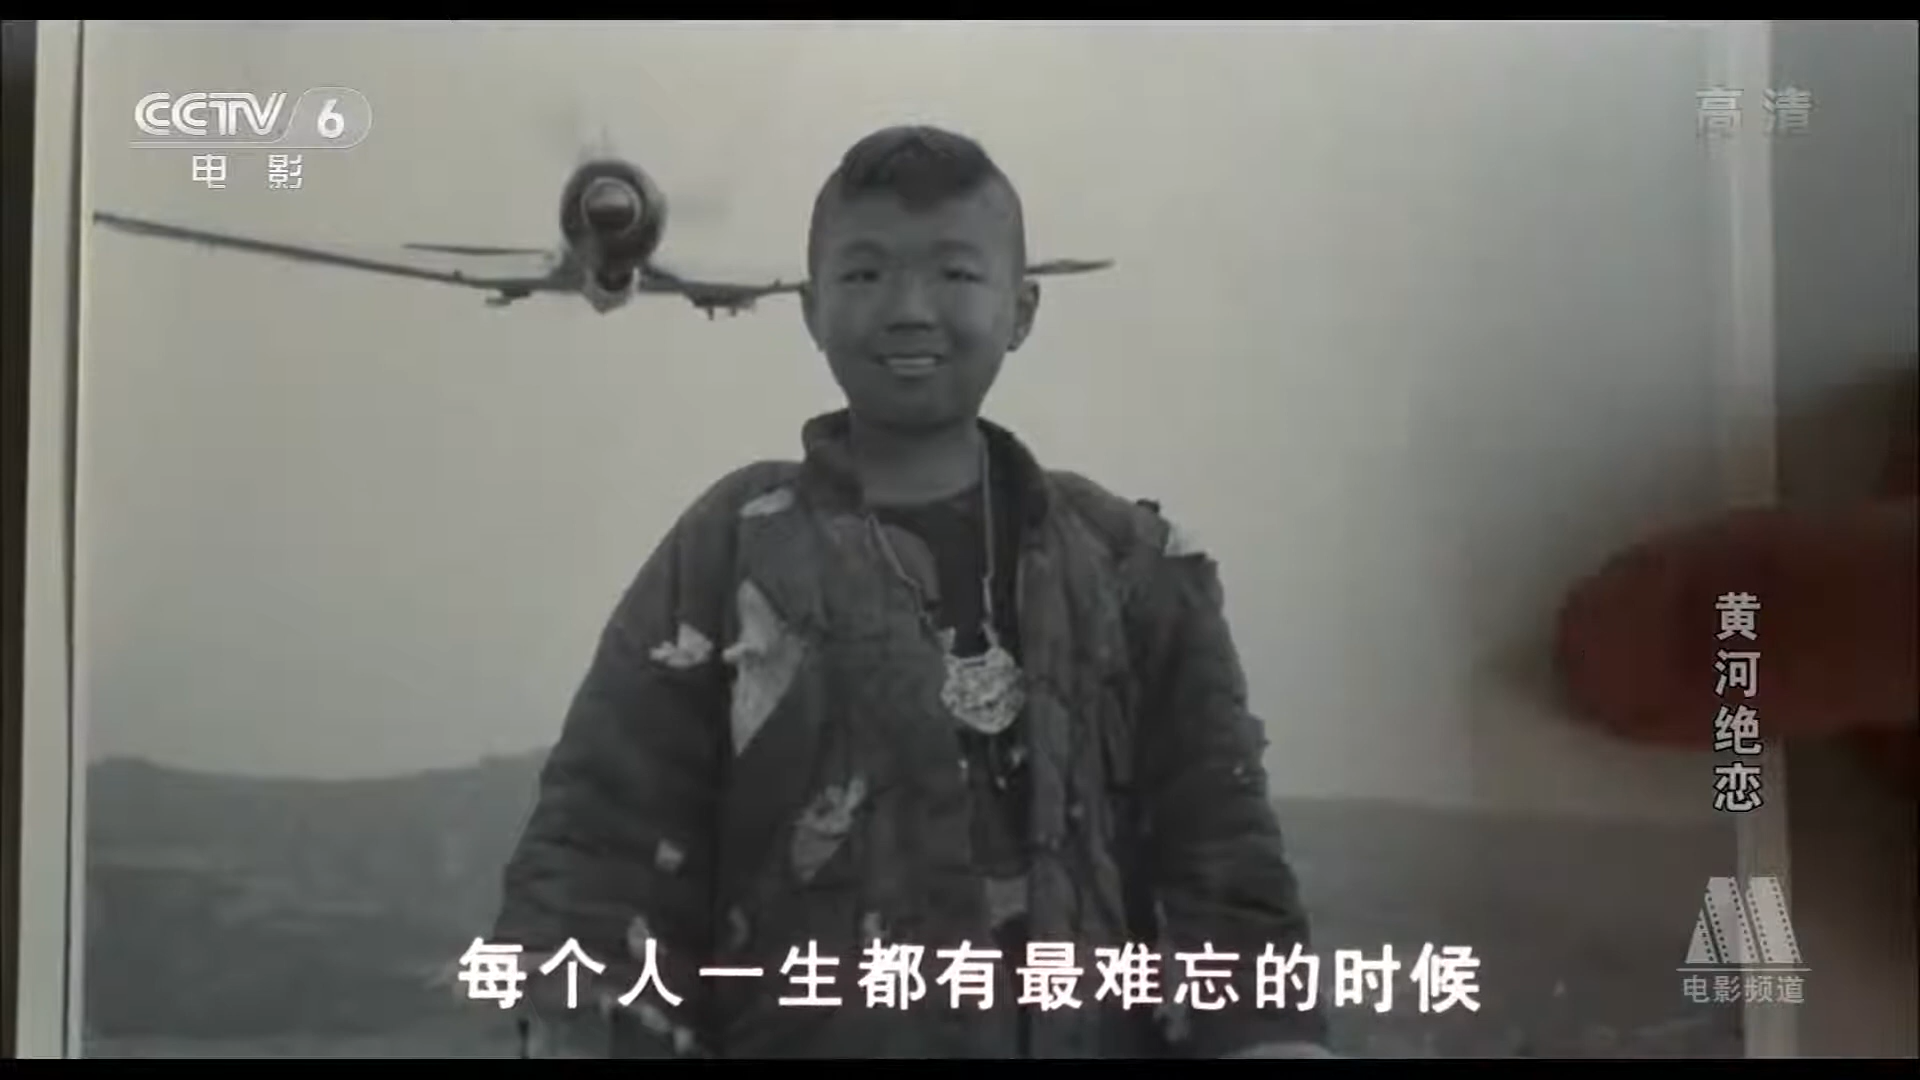 CCTV 6
电影
高清
黄河绝恋
每个人一生都有最难忘的时候
电影频道